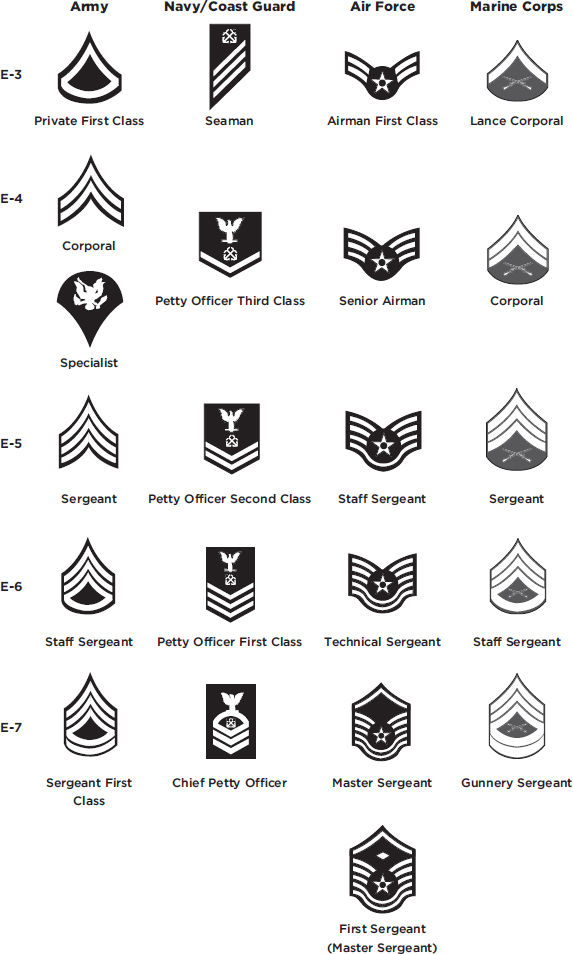 Army Navy/Coast Guard Air Force Marine Corps
E-3
Private First Class Seaman Airman First Class Lance Corporal
E-4
Corporal
Petty Officer Third Class Senior Airman Corporal
Specialist
E-5
Sergeant Petty Officer Second Class Staff Sergeant Sergeant
E-6
Staff Sergeant Petty Officer First Class Technical Sergeant Staff Sergeant
E-7
Sergeant First Chief Petty Officer Master Sergeant Gunnery Sergeant
Class
First Sergeant
(Master Sergeant)